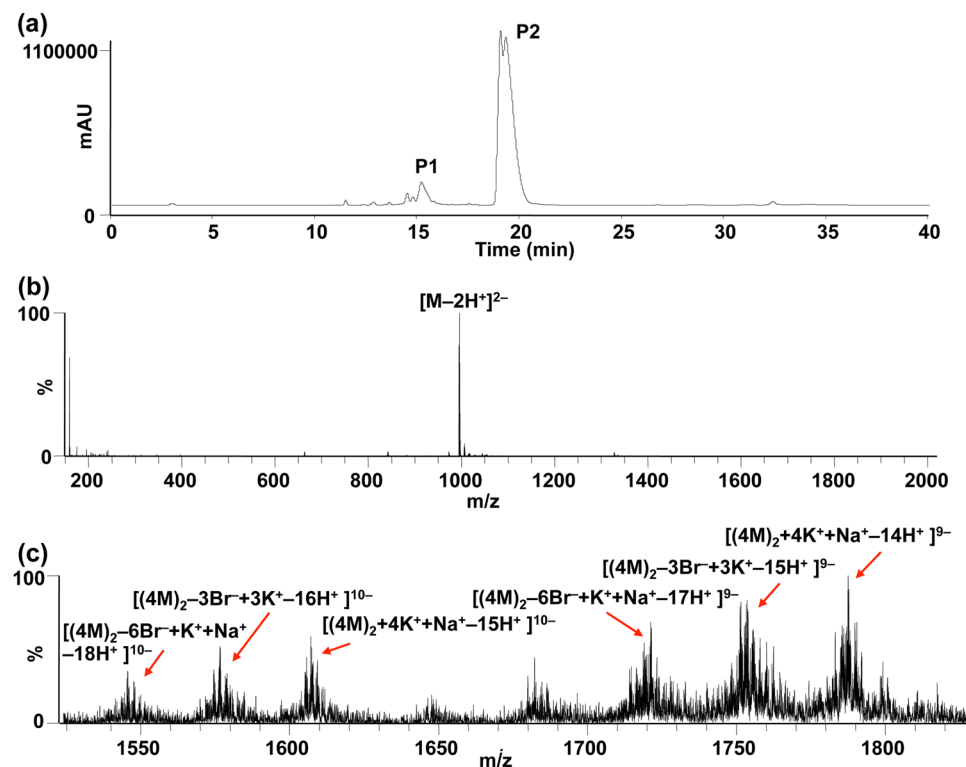 (a)
1100000
P2
mAU
P1
0
0 5 10 15 20 25 30 35 40
Time (min)
(b)
[M–2H⁺]²⁻
100
%
0
200 400 600 800 1000 1200 1400 1600 1800 2000
m/z
(c)
[(4M)₂+4K⁺+Na⁺–14H⁺ ]⁹⁻
[(4M)₂–3Br⁻+3K⁺–15H⁺ ]⁹⁻
100
[(4M)₂–3Br⁻+3K⁺–16H⁺ ]¹⁰⁻
[(4M)₂–6Br⁻+K⁺+Na⁺–17H⁺ ]⁹⁻
[(4M)₂+4K⁺+Na⁺–15H⁺ ]¹⁰⁻
[(4M)₂–6Br⁻+K⁺+Na⁺
–18H⁺ ]¹⁰⁻
%
0
1550 1600 1650 1700 1750 1800
m/z